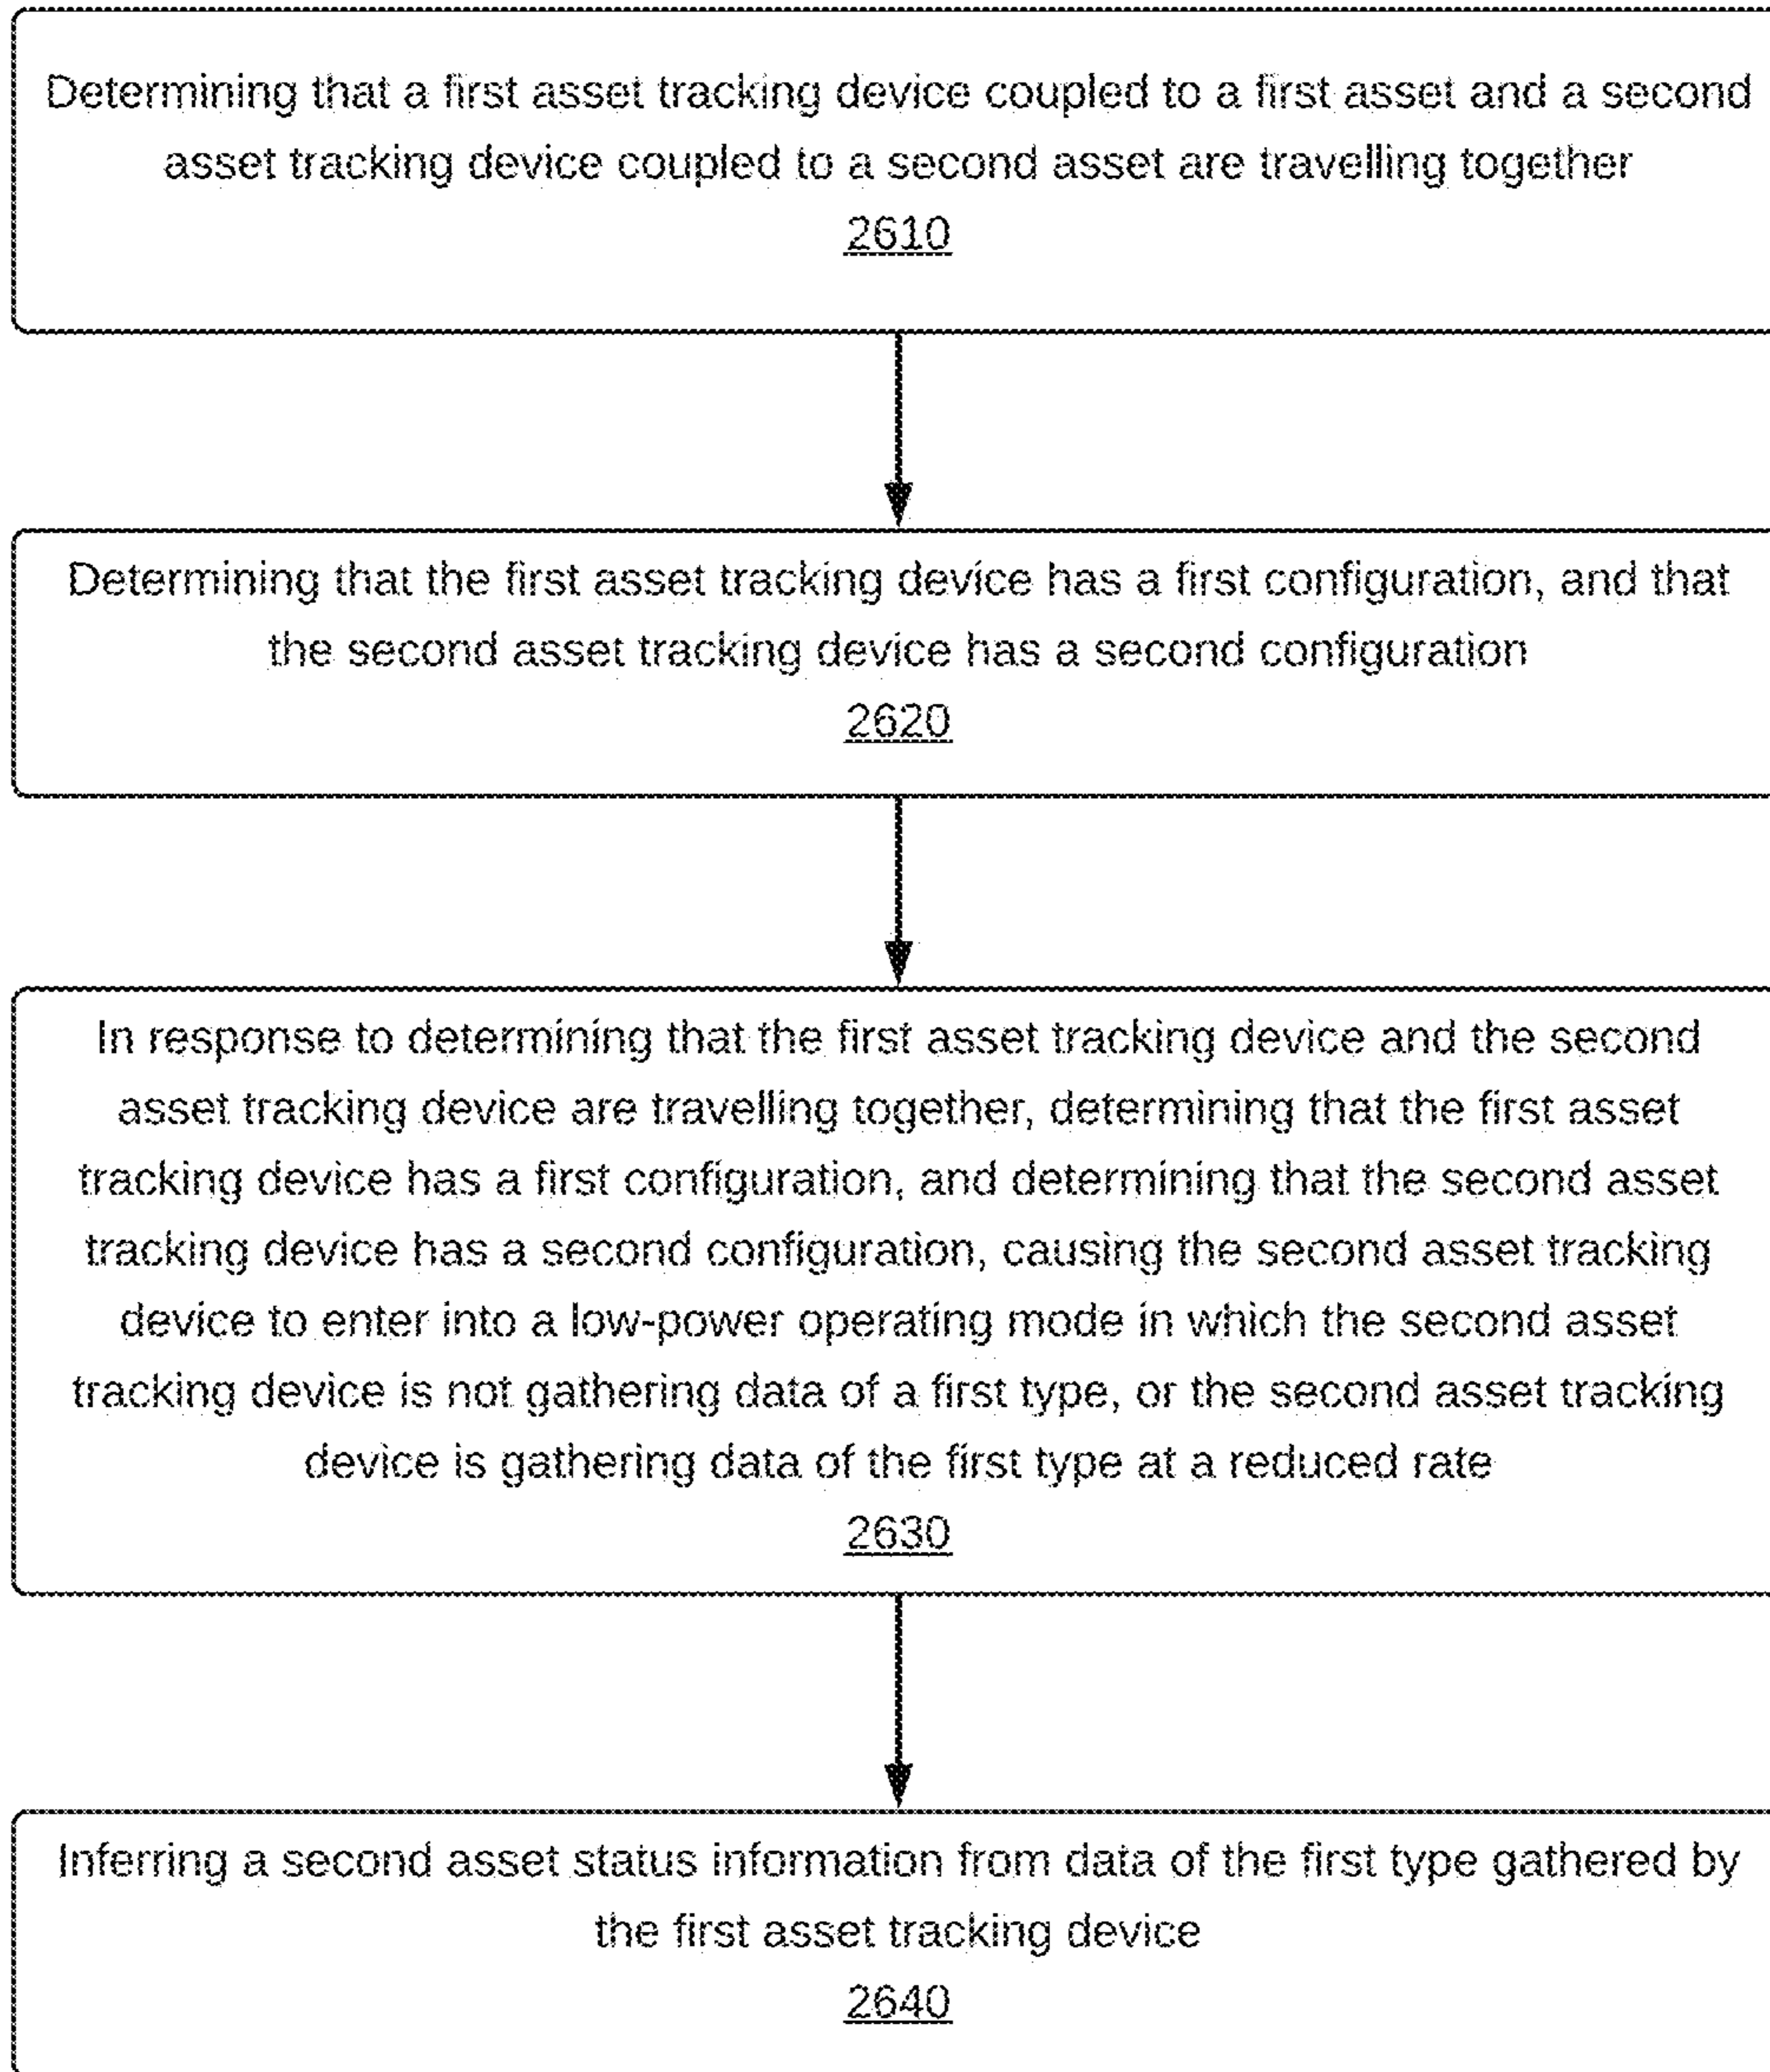 Determining that a first asset tracking device coupled to a first asset and a second
asset tracking device coupled to a second asset are travelling together
2610
Determining that the first asset tracking device has a first configuration, and that
the second asset tracking device has a second configuration
2620
In response to determining that the first asset tracking device and the second
asset tracking device are travelling together, determining that the first asset
tracking device has a first configuration, and determining that the second asset
tracking device has a second configuration, causing the second asset tracking
device to enter into a low-power operating mode in which the second asset
tracking device is not gathering data of a first type, or the second asset tracking
device is gathering data of the first type at a reduced rate
2630
Inferring a second asset status information from data of the first type gathered by
the first asset tracking device
2640